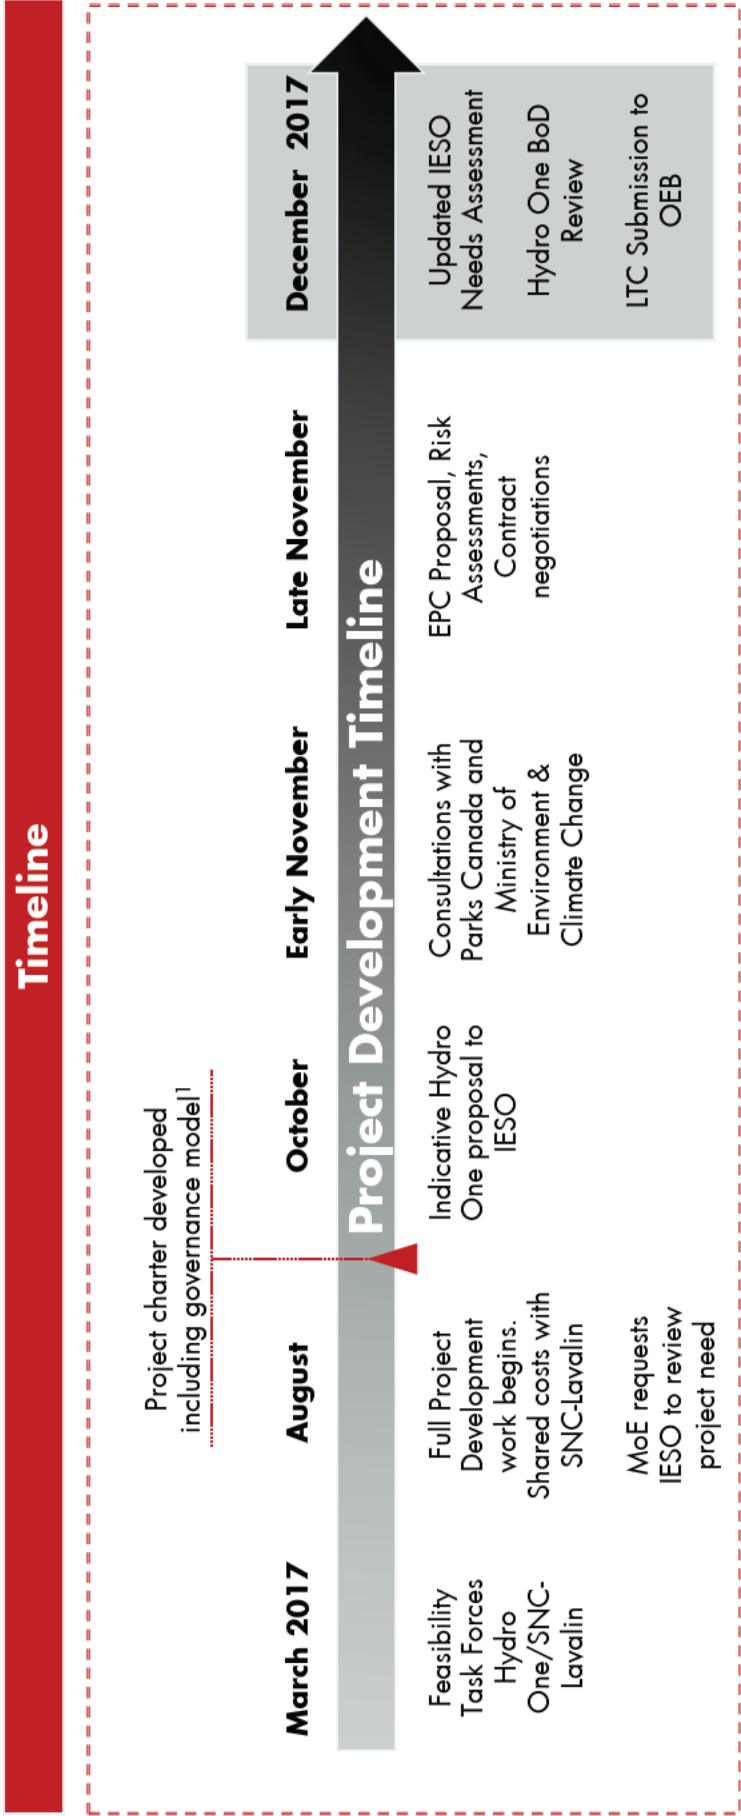 Timeline
Project charter developed
including governance model¹
March 2017
August
October
Early November
Late November
December 2017
Project Development Timeline
Feasibility
Task Forces
Hydro
One/SNC-
Lavalin
Full Project
Development
work begins.
Shared costs with
SNC-Lavalin
MoE requests
IESO to review
project need
Indicative Hydro
One proposal to
IESO
Consultations with
Parks Canada and
Ministry of
Environment &
Climate Change
EPC Proposal, Risk
Assessments,
Contract
negotiations
Updated IESO
Needs Assessment
Hydro One BoD
Review
LTC Submission to
OEB